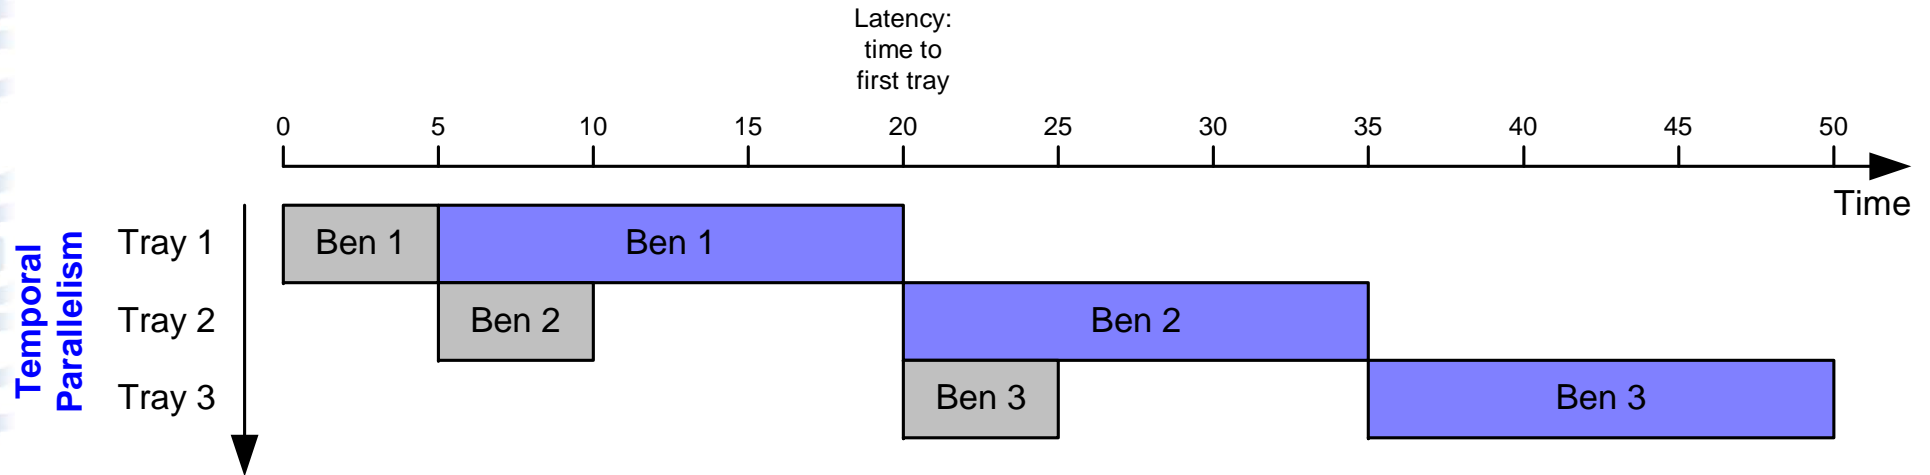 Latency:
time to
first tray
0 5 10 15 20 25 30 35 40 45 50
Time
Temporal
Parallelism
Tray 1 Ben 1 Ben 1
Tray 2 Ben 2 Ben 2
Tray 3 Ben 3 Ben 3